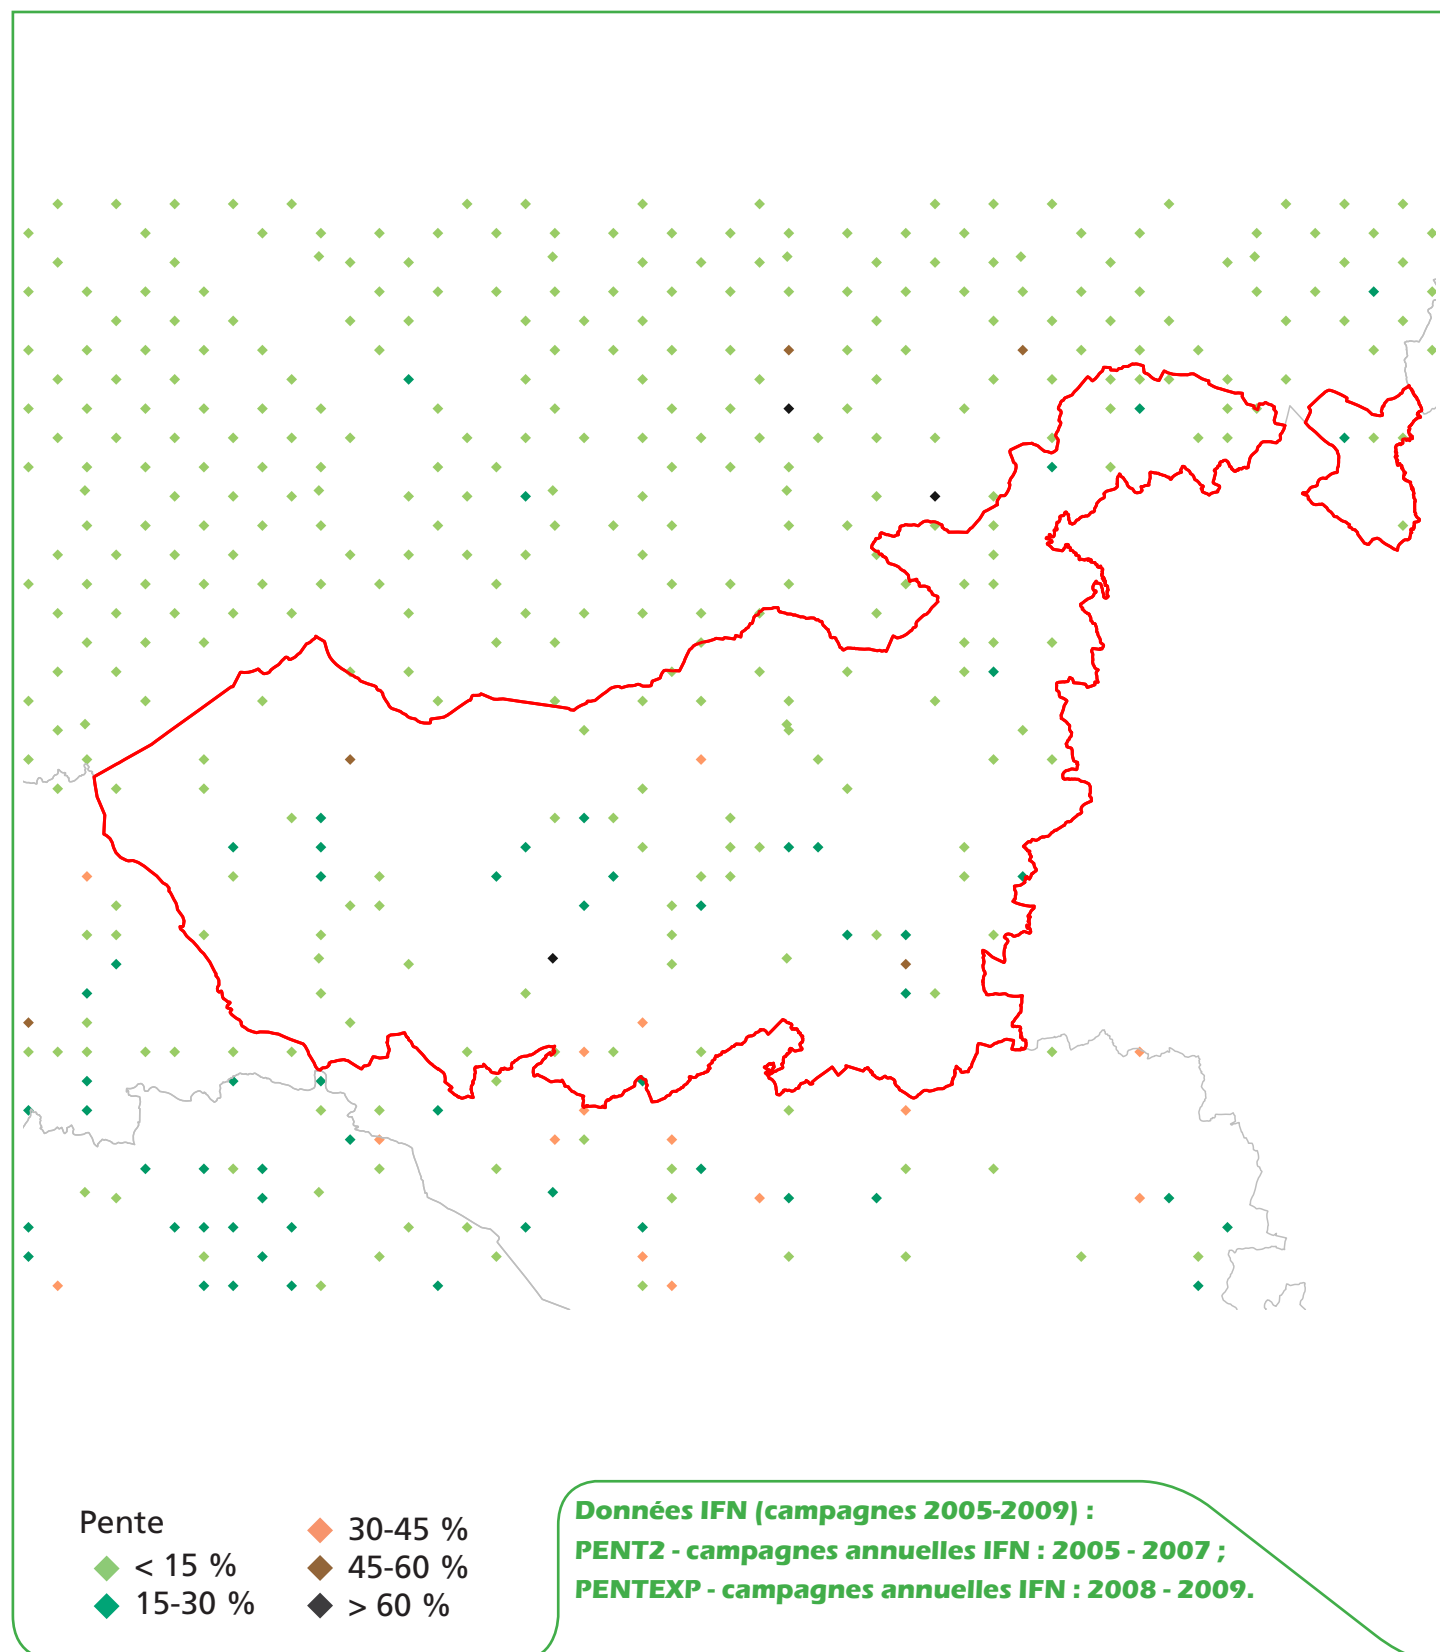 Pente
< 15 %
15-30 %
30-45 %
45-60 %
> 60 %
Données IFN (campagnes 2005-2009) :
PENT2 - campagnes annuelles IFN : 2005 - 2007 ;
PENTEXP - campagnes annuelles IFN : 2008 - 2009.